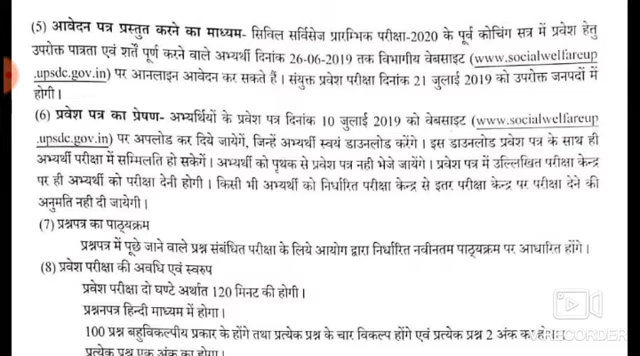 (5) आवेदन पत्र प्रस्तुत करने का माध्यम- सिविल सर्विसेज प्रारम्भिक परीक्षा-2020 के पूर्व कोचिंग सत्र में प्रवेश हेतु
उपरोक्त पात्रता एवं शर्ते पूर्ण करने वाले अभ्यर्थी दिनांक 26-06-2019 तक विभागीय वेबसाइट (www.socialwelfareup
.upsdc.gov.in) पर आनलाइन आवेदन कर सकते हैं । संयुक्त प्रवेश परीक्षा दिनांक 21 जुलाई 2019 को उपरोक्त जनपदों में
होगी ।
(6) प्रवेश पत्र का प्रेषण- अभ्यर्थियों के प्रवेश पत्र दिनांक 10 जुलाई 2019 को वेबसाइट (www.socialwelfareup
.upsdc.gov.in) पर अपलोड कर दिये जायेगें, जिन्हें अभ्यर्थी स्वयं डाउनलोड करेंगे । इस डाउनलोड प्रवेश पत्र के साथ ही
अभ्यर्थी परीक्षा में सम्मिलति हो सकेगें । अभ्यर्थी को पृथक से प्रवेश पत्र नही भेजे जायेंगे । प्रवेश पत्र में उल्लिखित परीक्षा केन्द्र
पर ही अभ्यर्थी को परीक्षा देनी होगी । किसी भी अभ्यर्थी को निर्धारित परीक्षा केन्द्र से इतर परीक्षा केन्द्र पर परीक्षा देने की
अनुमति नही दी जायेगी ।
(7) प्रश्नपत्र का पाठ्यक्रम
प्रश्नपत्र में पूछे जाने वाले प्रश्न संबंधित परीक्षा के लिये आयोग द्वारा निर्धारित नवीनतम पाठ्यक्रम पर आधारित होंगे ।
(8) प्रवेश परीक्षा की अवधि एवं स्वरुप
प्रवेश परीक्षा दो घण्टे अर्थात 120 मिनट की होगी ।
प्रश्ननपत्र हिन्दी माध्यम में होगा ।
100 प्रश्न बहुविकल्पीय प्रकार के होंगे तथा प्रत्येक प्रश्न के चार विकल्प होंगे एवं प्रत्येक प्रश्न 2 अंक का
प्रत्येक प्रश्न एक अंक का होगा ।
RECORDER